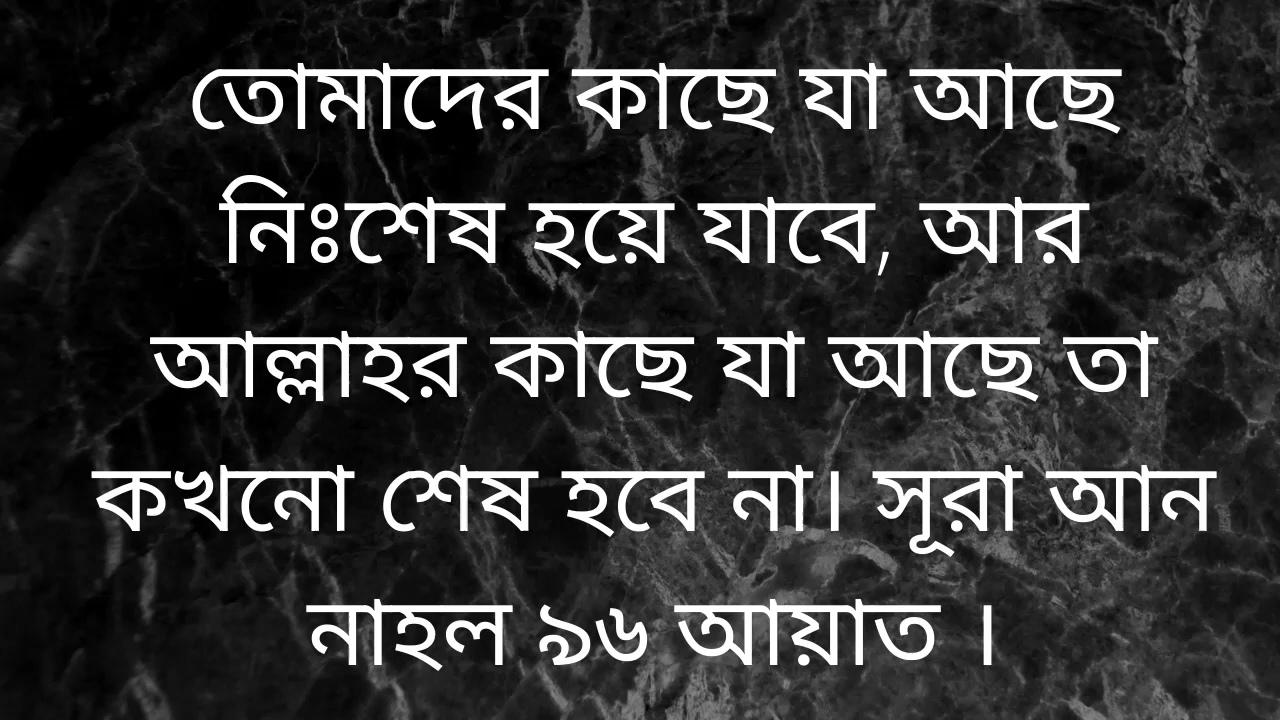 তোমাদের কাছে যা আছে
নিঃশেষ হয়ে যাবে, আর
আল্লাহর কাছে যা আছে তা
কখনো শেষ হবে না। সূরা আন
নাহল ৯৬ আয়াত ।